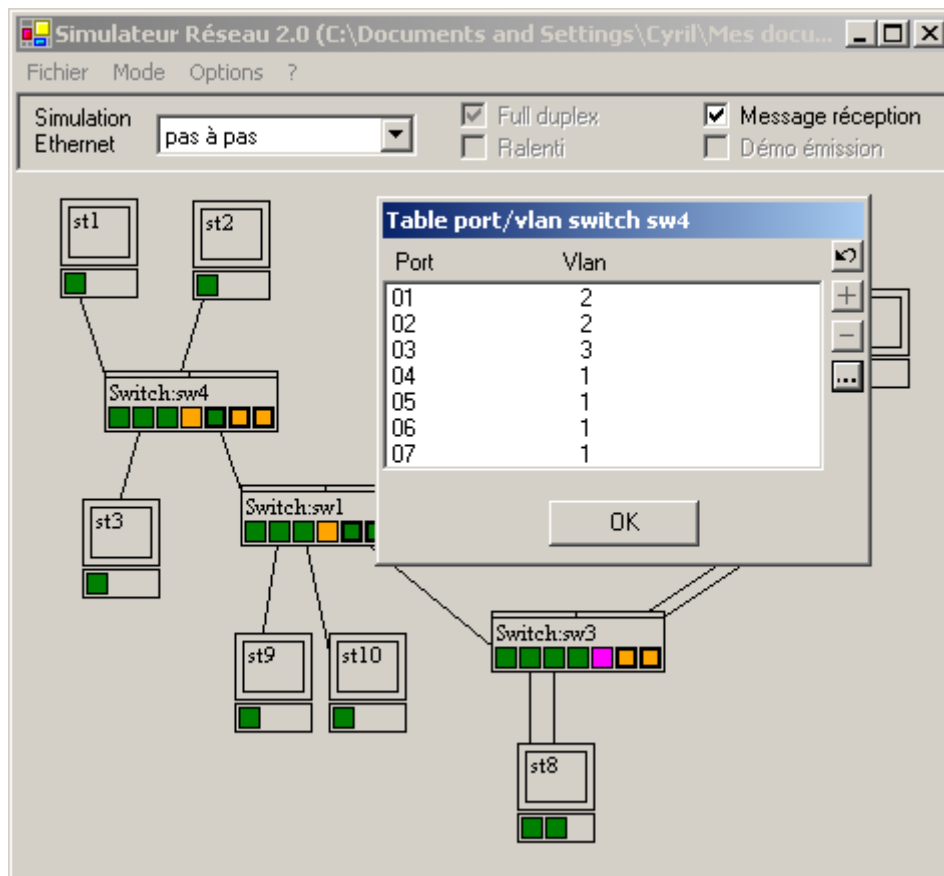 Simulateur Réseau 2.0 (C:\Documents and Settings\Cyril\Mes docu...
Fichier Mode Options ?
Simulation Ethernet
pas à pas
Full duplex
Ralenti
Message réception
Démo émission
st1
st2
Table port/vlan switch sw4
Port Vlan
01 2
02 2
03 3
04 1
05 1
06 1
07 1
+
−
...
OK
Switch:sw4
st3
Switch:sw1
Switch:sw3
st9
st10
st8